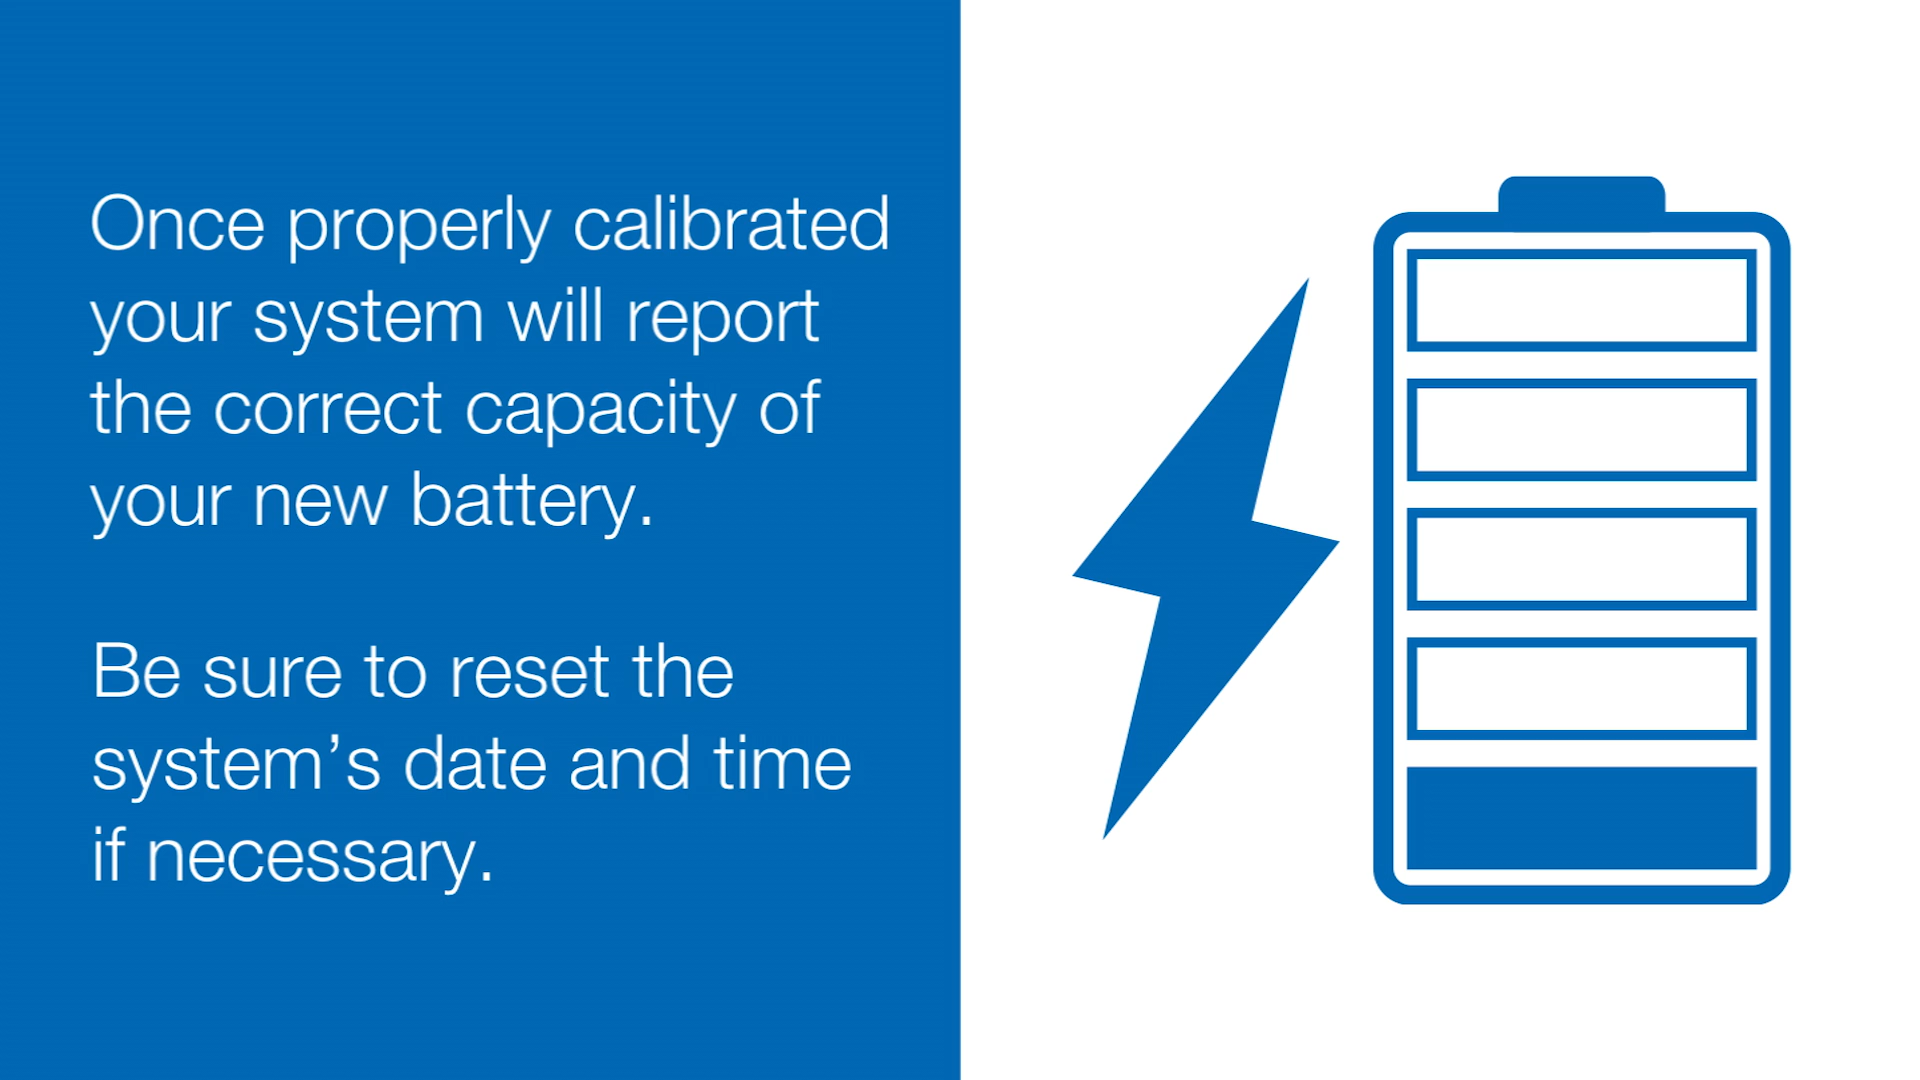 Once properly calibrated
your system will report
the correct capacity of
your new battery.
Be sure to reset the
system’s date and time
if necessary.